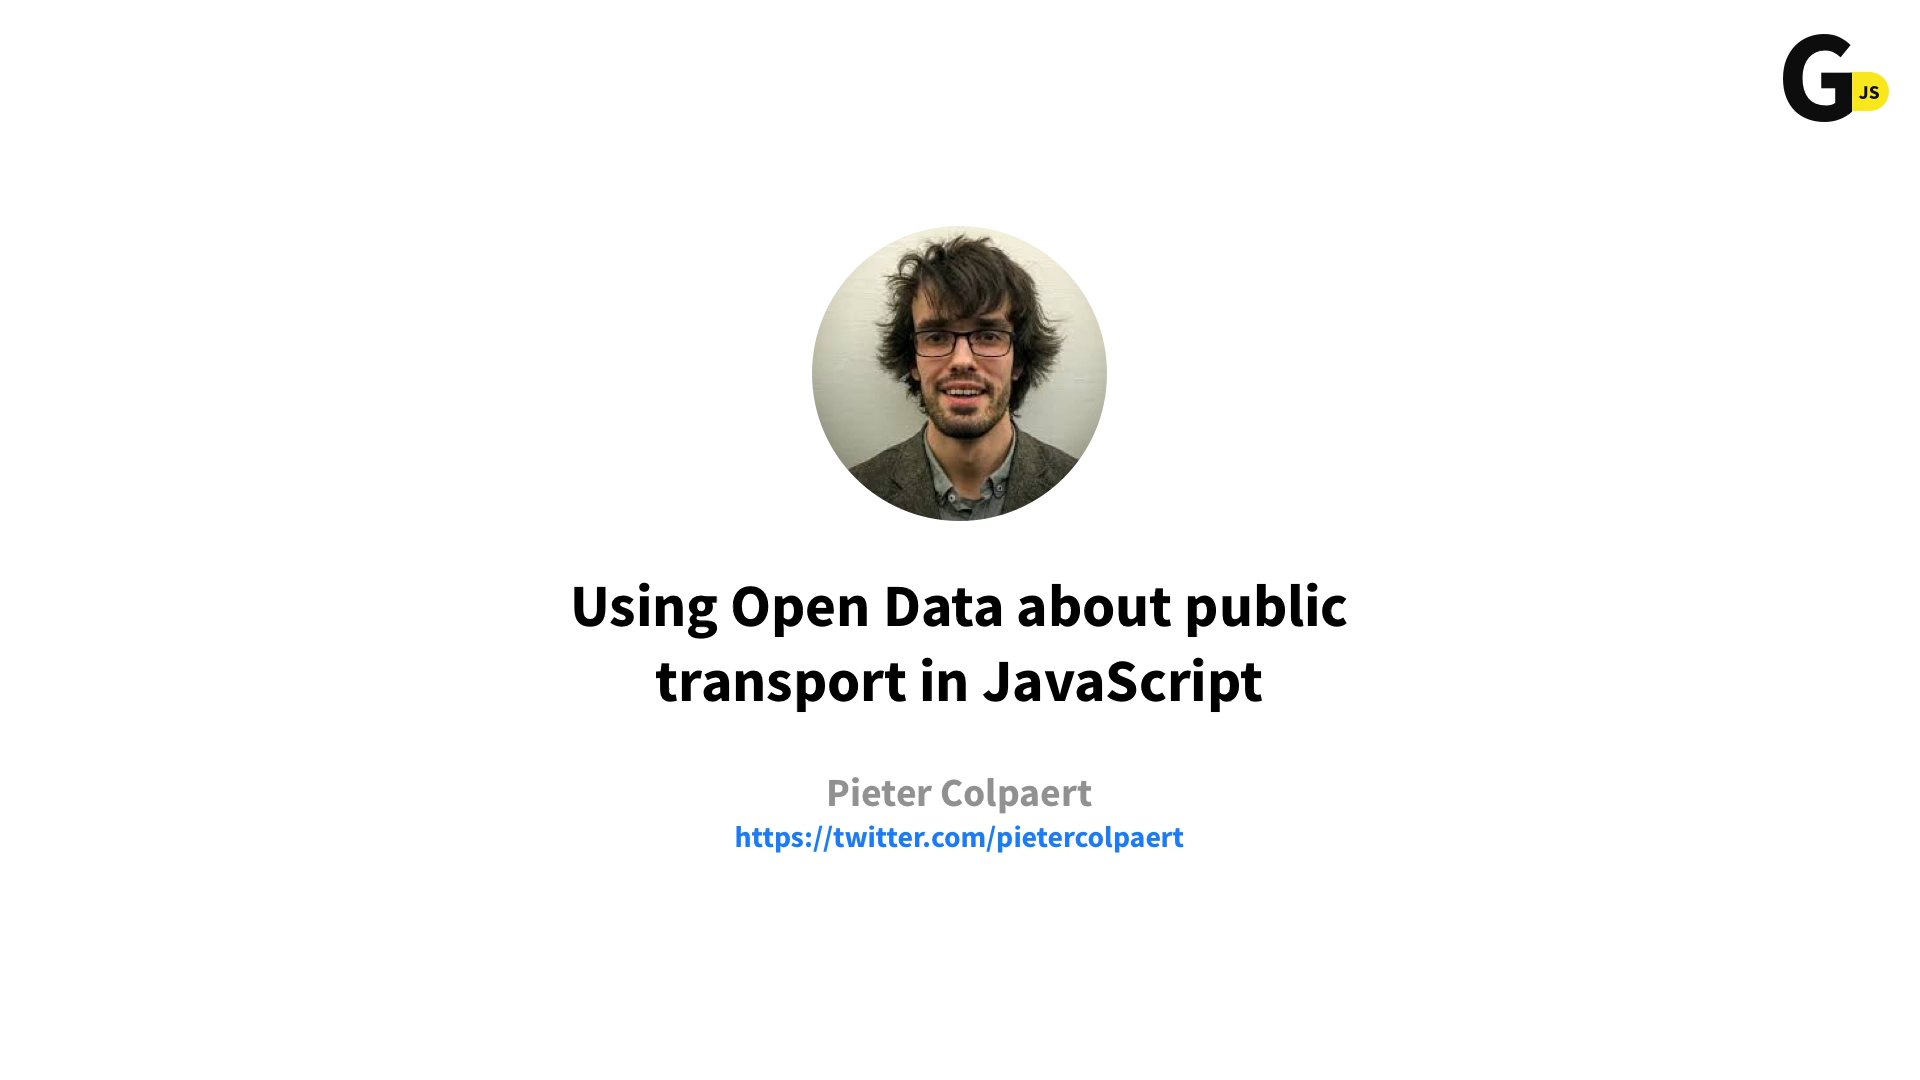 G JS
Using Open Data about public
transport in JavaScript
Pieter Colpaert
https://twitter.com/pietercolpaert